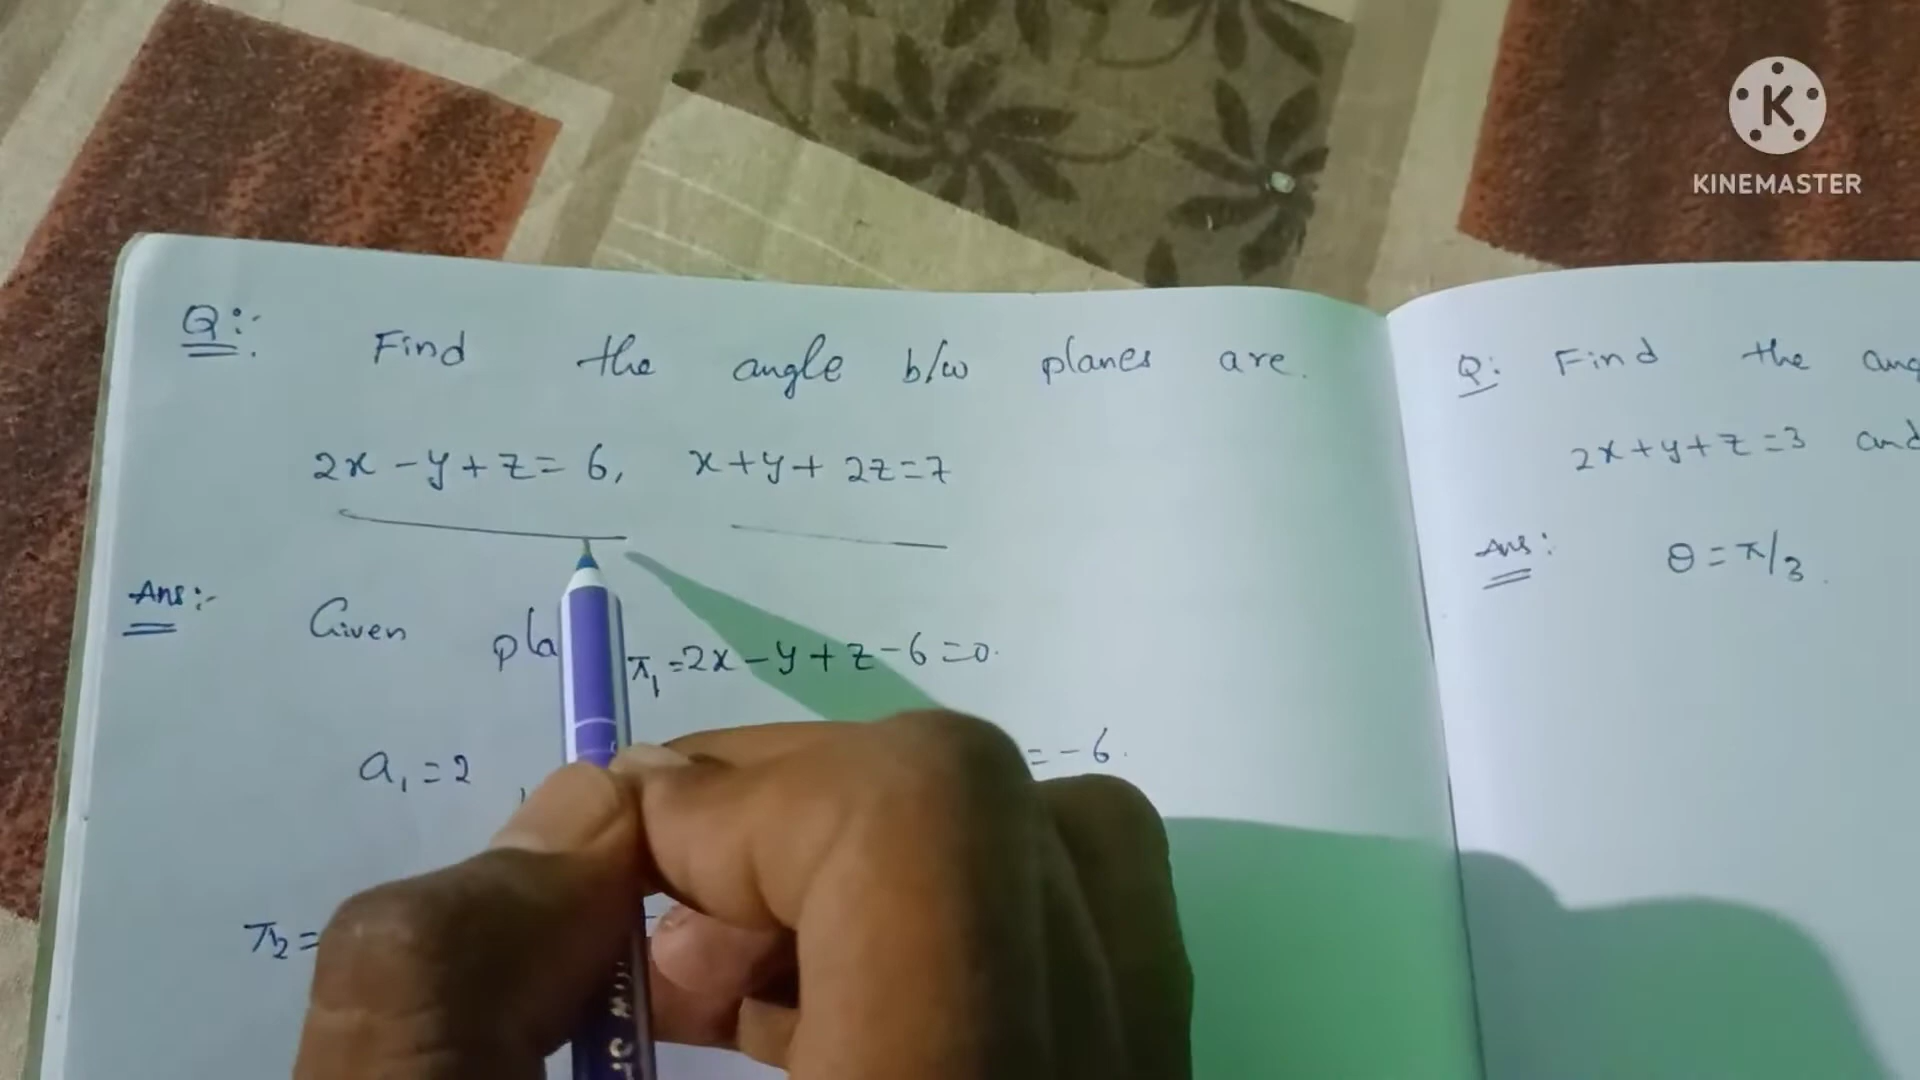 K
KINEMASTER
Q:-
Find the angle b/w planes are.
2x-y+z=6, x+y+2z=7
Ans:-
Given π₁=2x-y+z-6=0.
a₁=2 =-6.
π₂=
Q: Find the
2x+y+z=3 and
Ans:
θ=π/3.